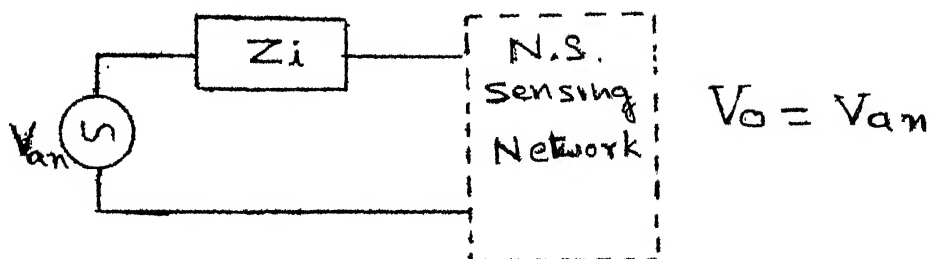 Zi
N.S.
Sensing
Network
Van
Vo = Van